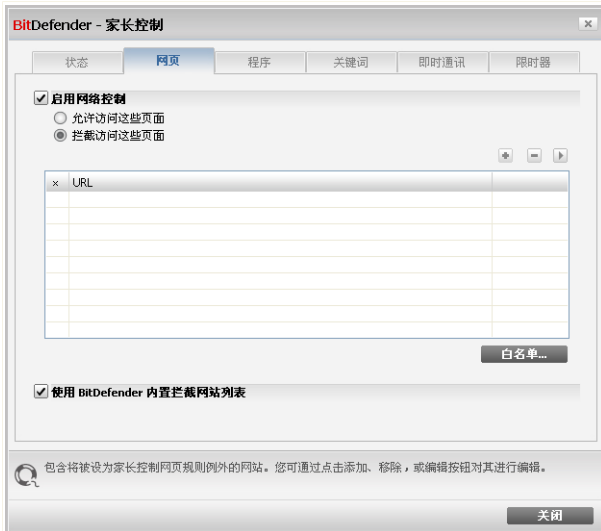 BitDefender - 家长控制
状态 网页 程序 关键词 即时通讯 限时器
启用网络控制
允许访问这些页面
拦截访问这些页面
× URL
白名单...
使用 BitDefender 内置拦截网站列表
包含将被设为家长控制网页规则例外的网站。您可通过点击添加、移除，或编辑按钮对其进行编辑。
关闭